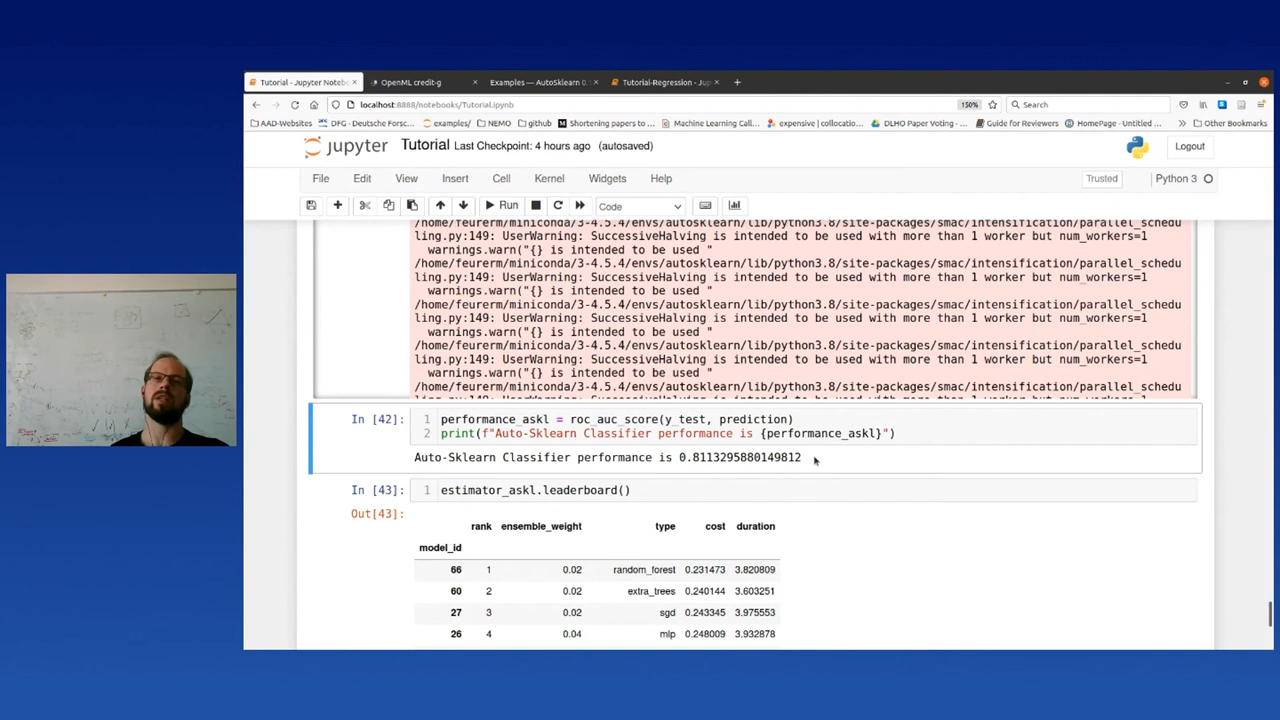 Tutorial - Jupyter Notebo
OpenML credit-g
Examples — AutoSklearn 0.1
Tutorial-Regression - Jup
localhost:8888/notebooks/Tutorial.ipynb
150%
Search
AAD-Websites
DFG - Deutsche Forsc...
examples/
NEMO
github
Shortening papers to ...
Machine Learning Call...
expensive | collocatio...
DLHO Paper Voting - ...
Guide for Reviewers
HomePage - Unitary ...
Other Bookmarks
jupyter
Tutorial
Last Checkpoint: 4 hours ago
(autosaved)
Logout
File
Edit
View
Insert
Cell
Kernel
Widgets
Help
Trusted
Python 3
Run
Code
/home/feurerm/miniconda/3-4.5.4/envs/autosklearn/lib/python3.8/site-packages/smac/intensification/parallel_schedu
ling.py:149: UserWarning: SuccessiveHalving is intended to be used with more than 1 worker but num_workers=1
warnings.warn("{} is intended to be used "
/home/feurerm/miniconda/3-4.5.4/envs/autosklearn/lib/python3.8/site-packages/smac/intensification/parallel_schedu
ling.py:149: UserWarning: SuccessiveHalving is intended to be used with more than 1 worker but num_workers=1
warnings.warn("{} is intended to be used "
/home/feurerm/miniconda/3-4.5.4/envs/autosklearn/lib/python3.8/site-packages/smac/intensification/parallel_schedu
ling.py:149: UserWarning: SuccessiveHalving is intended to be used with more than 1 worker but num_workers=1
warnings.warn("{} is intended to be used "
/home/feurerm/miniconda/3-4.5.4/envs/autosklearn/lib/python3.8/site-packages/smac/intensification/parallel_schedu
ling.py:149: UserWarning: SuccessiveHalving is intended to be used with more than 1 worker but num_workers=1
warnings.warn("{} is intended to be used "
/home/feurerm/miniconda/3-4.5.4/envs/autosklearn/lib/python3.8/site-packages/smac/intensification/parallel_schedu
In [42]: 1 performance_askl = roc_auc_score(y_test, prediction)
2 print(f"Auto-Sklearn Classifier performance is {performance_askl}")
Auto-Sklearn Classifier performance is 0.8113295880149812
In [43]: 1 estimator_askl.leaderboard()
Out[43]:
rank ensemble_weight type cost duration
model_id
66 1 0.02 random_forest 0.231473 3.820809
60 2 0.02 extra_trees 0.240144 3.603251
27 3 0.02 sgd 0.243345 3.975553
26 4 0.04 mlp 0.248009 3.932878